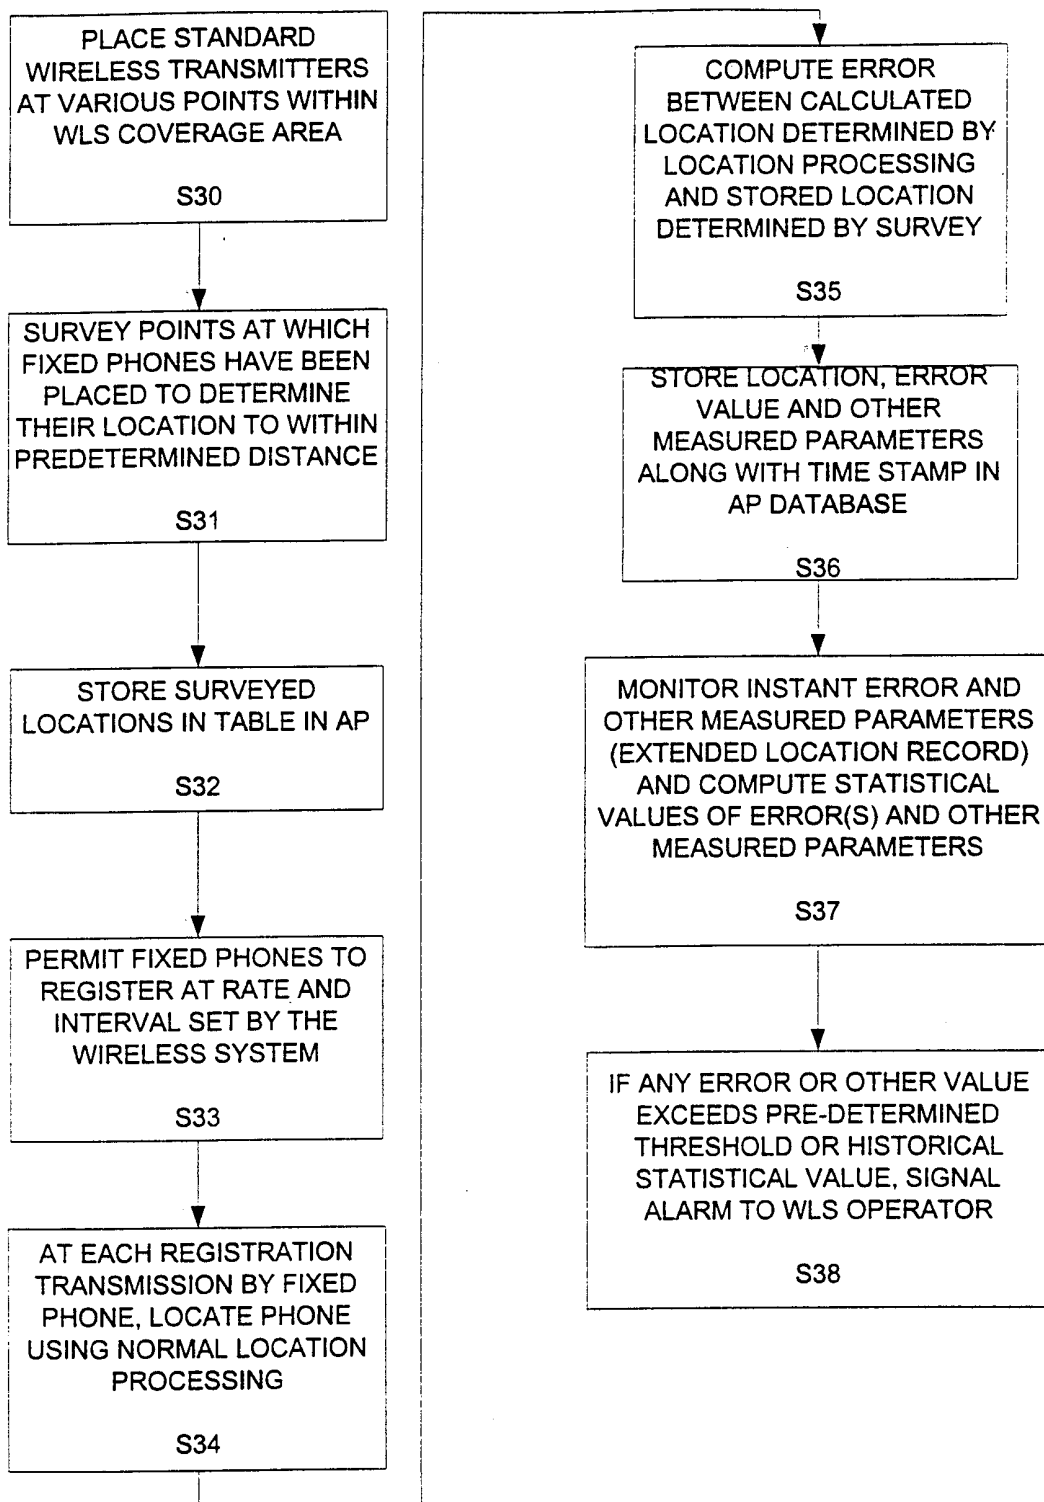 PLACE STANDARD
WIRELESS TRANSMITTERS
AT VARIOUS POINTS WITHIN
WLS COVERAGE AREA
S30
SURVEY POINTS AT WHICH
FIXED PHONES HAVE BEEN
PLACED TO DETERMINE
THEIR LOCATION TO WITHIN
PREDETERMINED DISTANCE
S31
STORE SURVEYED
LOCATIONS IN TABLE IN AP
S32
PERMIT FIXED PHONES TO
REGISTER AT RATE AND
INTERVAL SET BY THE
WIRELESS SYSTEM
S33
AT EACH REGISTRATION
TRANSMISSION BY FIXED
PHONE, LOCATE PHONE
USING NORMAL LOCATION
PROCESSING
S34
COMPUTE ERROR
BETWEEN CALCULATED
LOCATION DETERMINED BY
LOCATION PROCESSING
AND STORED LOCATION
DETERMINED BY SURVEY
S35
STORE LOCATION, ERROR
VALUE AND OTHER
MEASURED PARAMETERS
ALONG WITH TIME STAMP IN
AP DATABASE
S36
MONITOR INSTANT ERROR AND
OTHER MEASURED PARAMETERS
(EXTENDED LOCATION RECORD)
AND COMPUTE STATISTICAL
VALUES OF ERROR(S) AND OTHER
MEASURED PARAMETERS
S37
IF ANY ERROR OR OTHER VALUE
EXCEEDS PRE-DETERMINED
THRESHOLD OR HISTORICAL
STATISTICAL VALUE, SIGNAL
ALARM TO WLS OPERATOR
S38